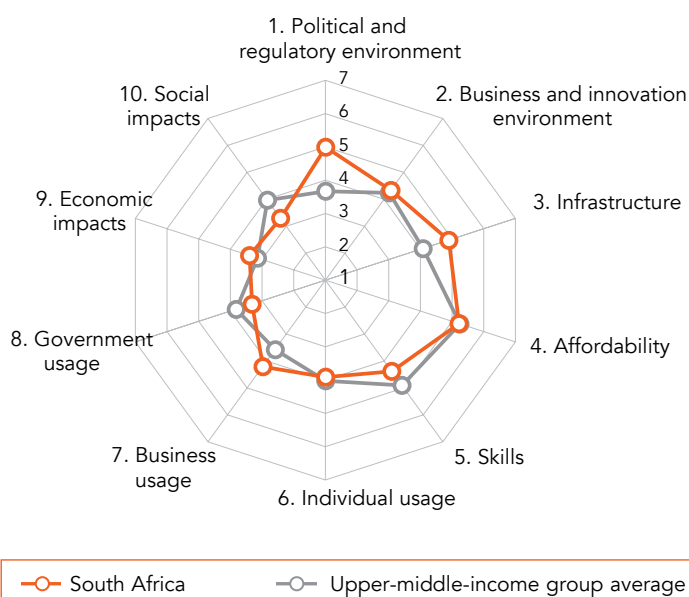 1. Political and
regulatory environment
7
10. Social
impacts
2. Business and innovation
environment
6
5
4
9. Economic
impacts
3. Infrastructure
3
2
1
8. Government
usage
4. Affordability
7. Business
usage
5. Skills
6. Individual usage
South Africa
Upper-middle-income group average